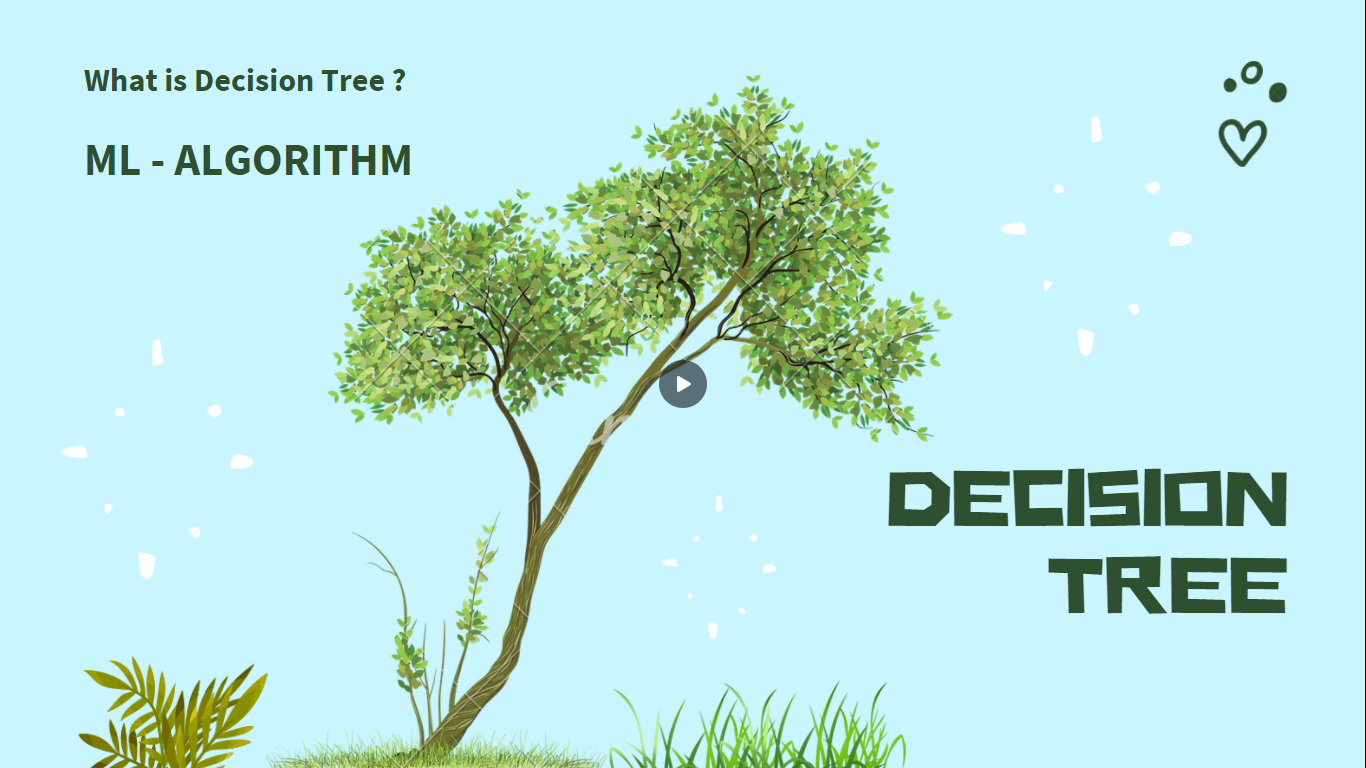 What is Decision Tree ?
ML - ALGORITHM
DECISION
TREE